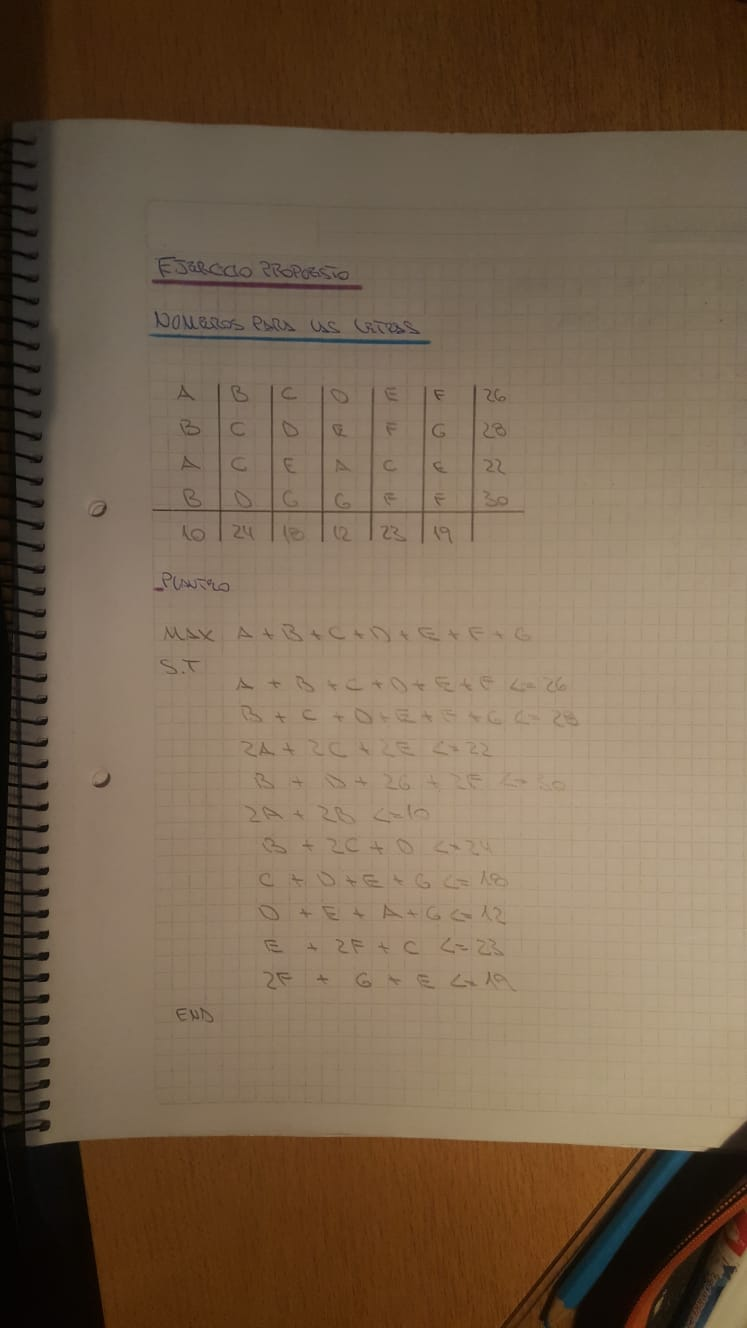 EJERCICIO PROPUESTO
NÚMEROS PARA LAS LETRAS
A | B | C | D | E | F | 26
B | C | D | E | F | G | 28
A | C | E | A | C | E | 22
B | D | G | G | F | F | 30
10 | 24 | 18 | 12 | 23 | 19 |
PLANTEO
MAX A + B + C + D + E + F + G
S.T
A + B + C + D + E + F <= 26
B + C + D + E + F + G <= 28
2A + 2C + 2E <= 22
B + D + 2G + 2F <= 30
2A + 2B <= 10
B + 2C + D <= 24
C + D + E + G <= 18
D + E + A + G <= 12
E + 2F + C <= 23
2F + G + E <= 19
END